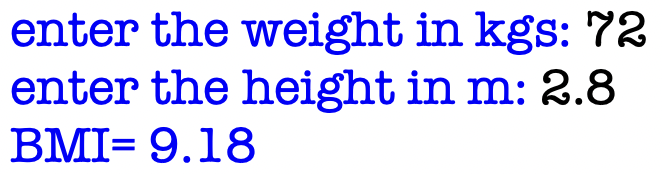 enter the weight in kgs: 72
enter the height in m: 2.8
BMI= 9.18